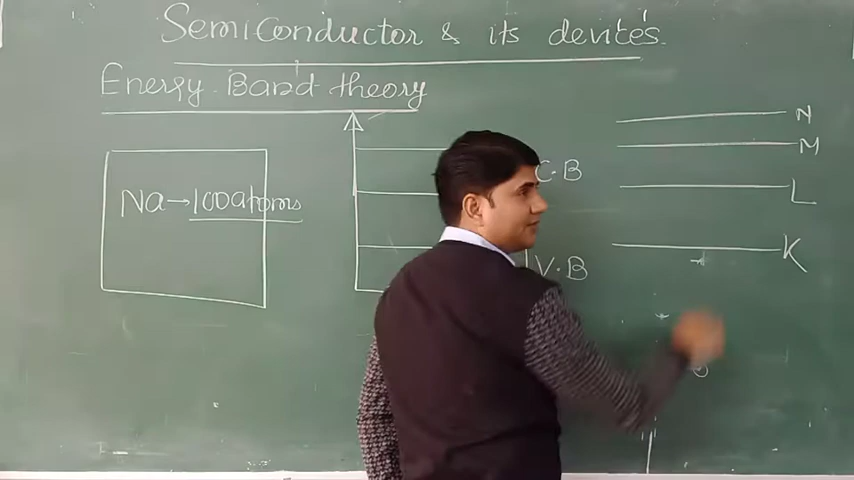 SemiConductor & its devices
Energy Band theory
Na→100atoms
C.B
V.B
N
M
L
K